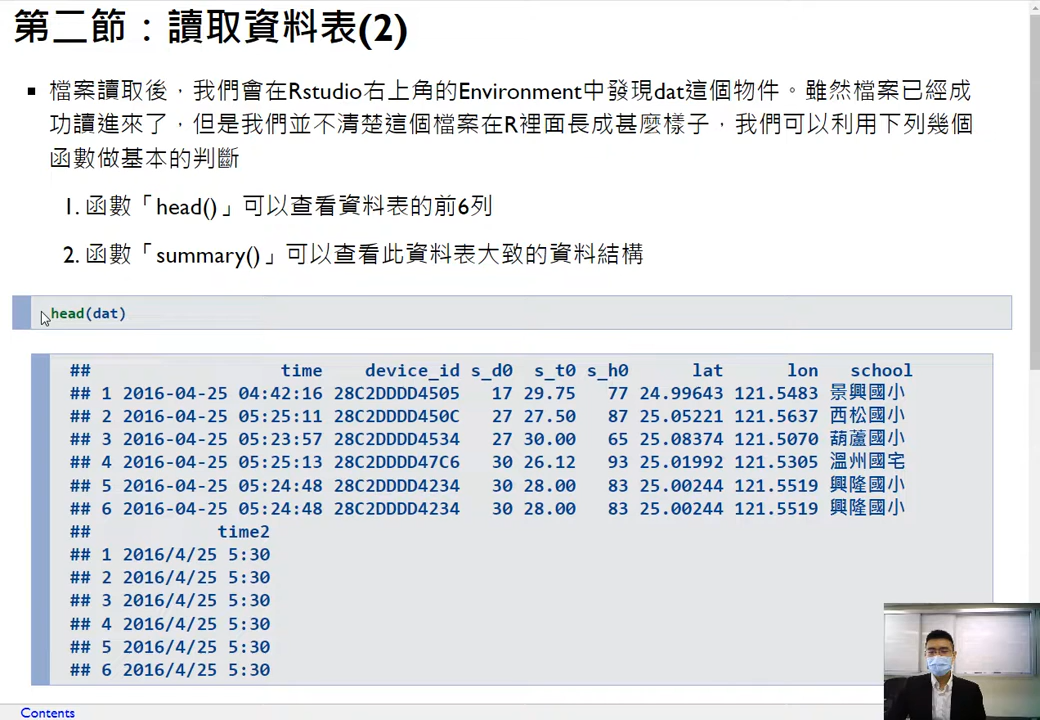 第二節：讀取資料表(2)
檔案讀取後，我們會在Rstudio右上角的Environment中發現dat這個物件。雖然檔案已經成
功讀進來了，但是我們並不清楚這個檔案在R裡面長成甚麼樣子，我們可以利用下列幾個
函數做基本的判斷
1. 函數「head()」可以查看資料表的前6列
2. 函數「summary()」可以查看此資料表大致的資料結構
head(dat)
## time device_id s_d0 s_t0 s_h0 lat lon school
## 1 2016-04-25 04:42:16 28C2DDDD4505 17 29.75 77 24.99643 121.5483 景興國小
## 2 2016-04-25 05:25:11 28C2DDDD450C 27 27.50 87 25.05221 121.5637 西松國小
## 3 2016-04-25 05:23:57 28C2DDDD4534 27 30.00 65 25.08374 121.5070 葫蘆國小
## 4 2016-04-25 05:25:13 28C2DDDD47C6 30 26.12 93 25.01992 121.5305 溫州國宅
## 5 2016-04-25 05:24:48 28C2DDDD4234 30 28.00 83 25.00244 121.5519 興隆國小
## 6 2016-04-25 05:24:48 28C2DDDD4234 30 28.00 83 25.00244 121.5519 興隆國小
## time2
## 1 2016/4/25 5:30
## 2 2016/4/25 5:30
## 3 2016/4/25 5:30
## 4 2016/4/25 5:30
## 5 2016/4/25 5:30
## 6 2016/4/25 5:30
Contents